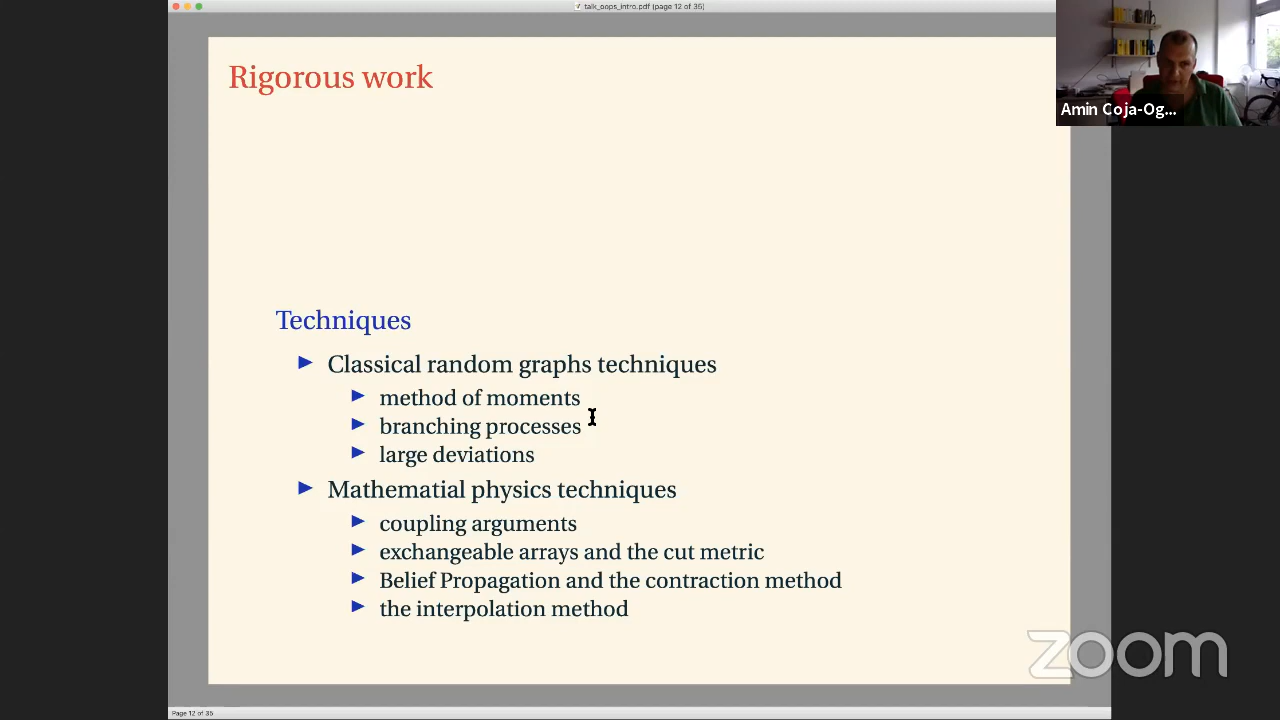 talk_oops_intro.pdf (page 12 of 35)
Rigorous work
Amin Coja-Og...
Techniques
Classical random graphs techniques
method of moments
branching processes
large deviations
Mathematial physics techniques
coupling arguments
exchangeable arrays and the cut metric
Belief Propagation and the contraction method
the interpolation method
zoom
Page 12 of 35